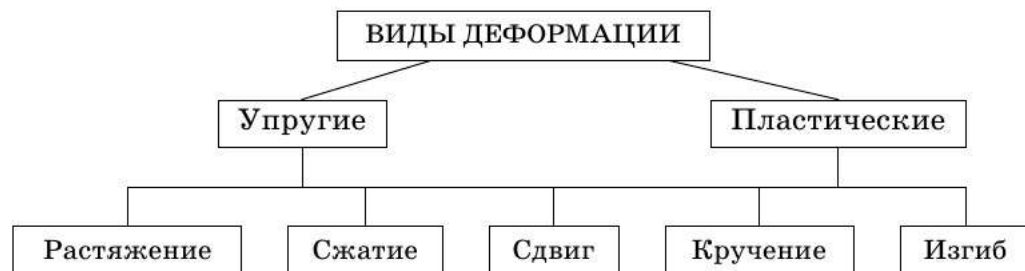 ВИДЫ ДЕФОРМАЦИИ
Упругие
Пластические
Растяжение
Сжатие
Сдвиг
Кручение
Изгиб